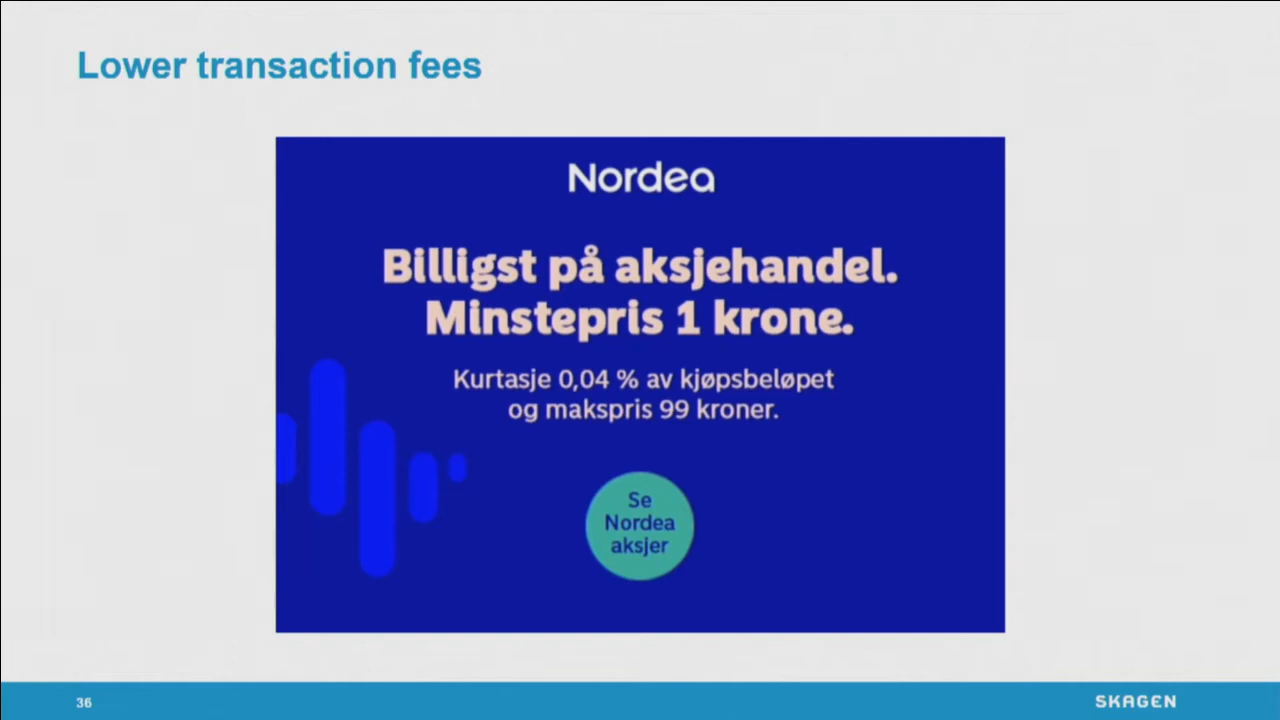 Lower transaction fees
Nordea
Billigst på aksjehandel.
Minstepris 1 krone.
Kurtasje 0,04 % av kjøpsbeløpet
og makspris 99 kroner.
Se
Nordea
aksjer
36
SKAGEN